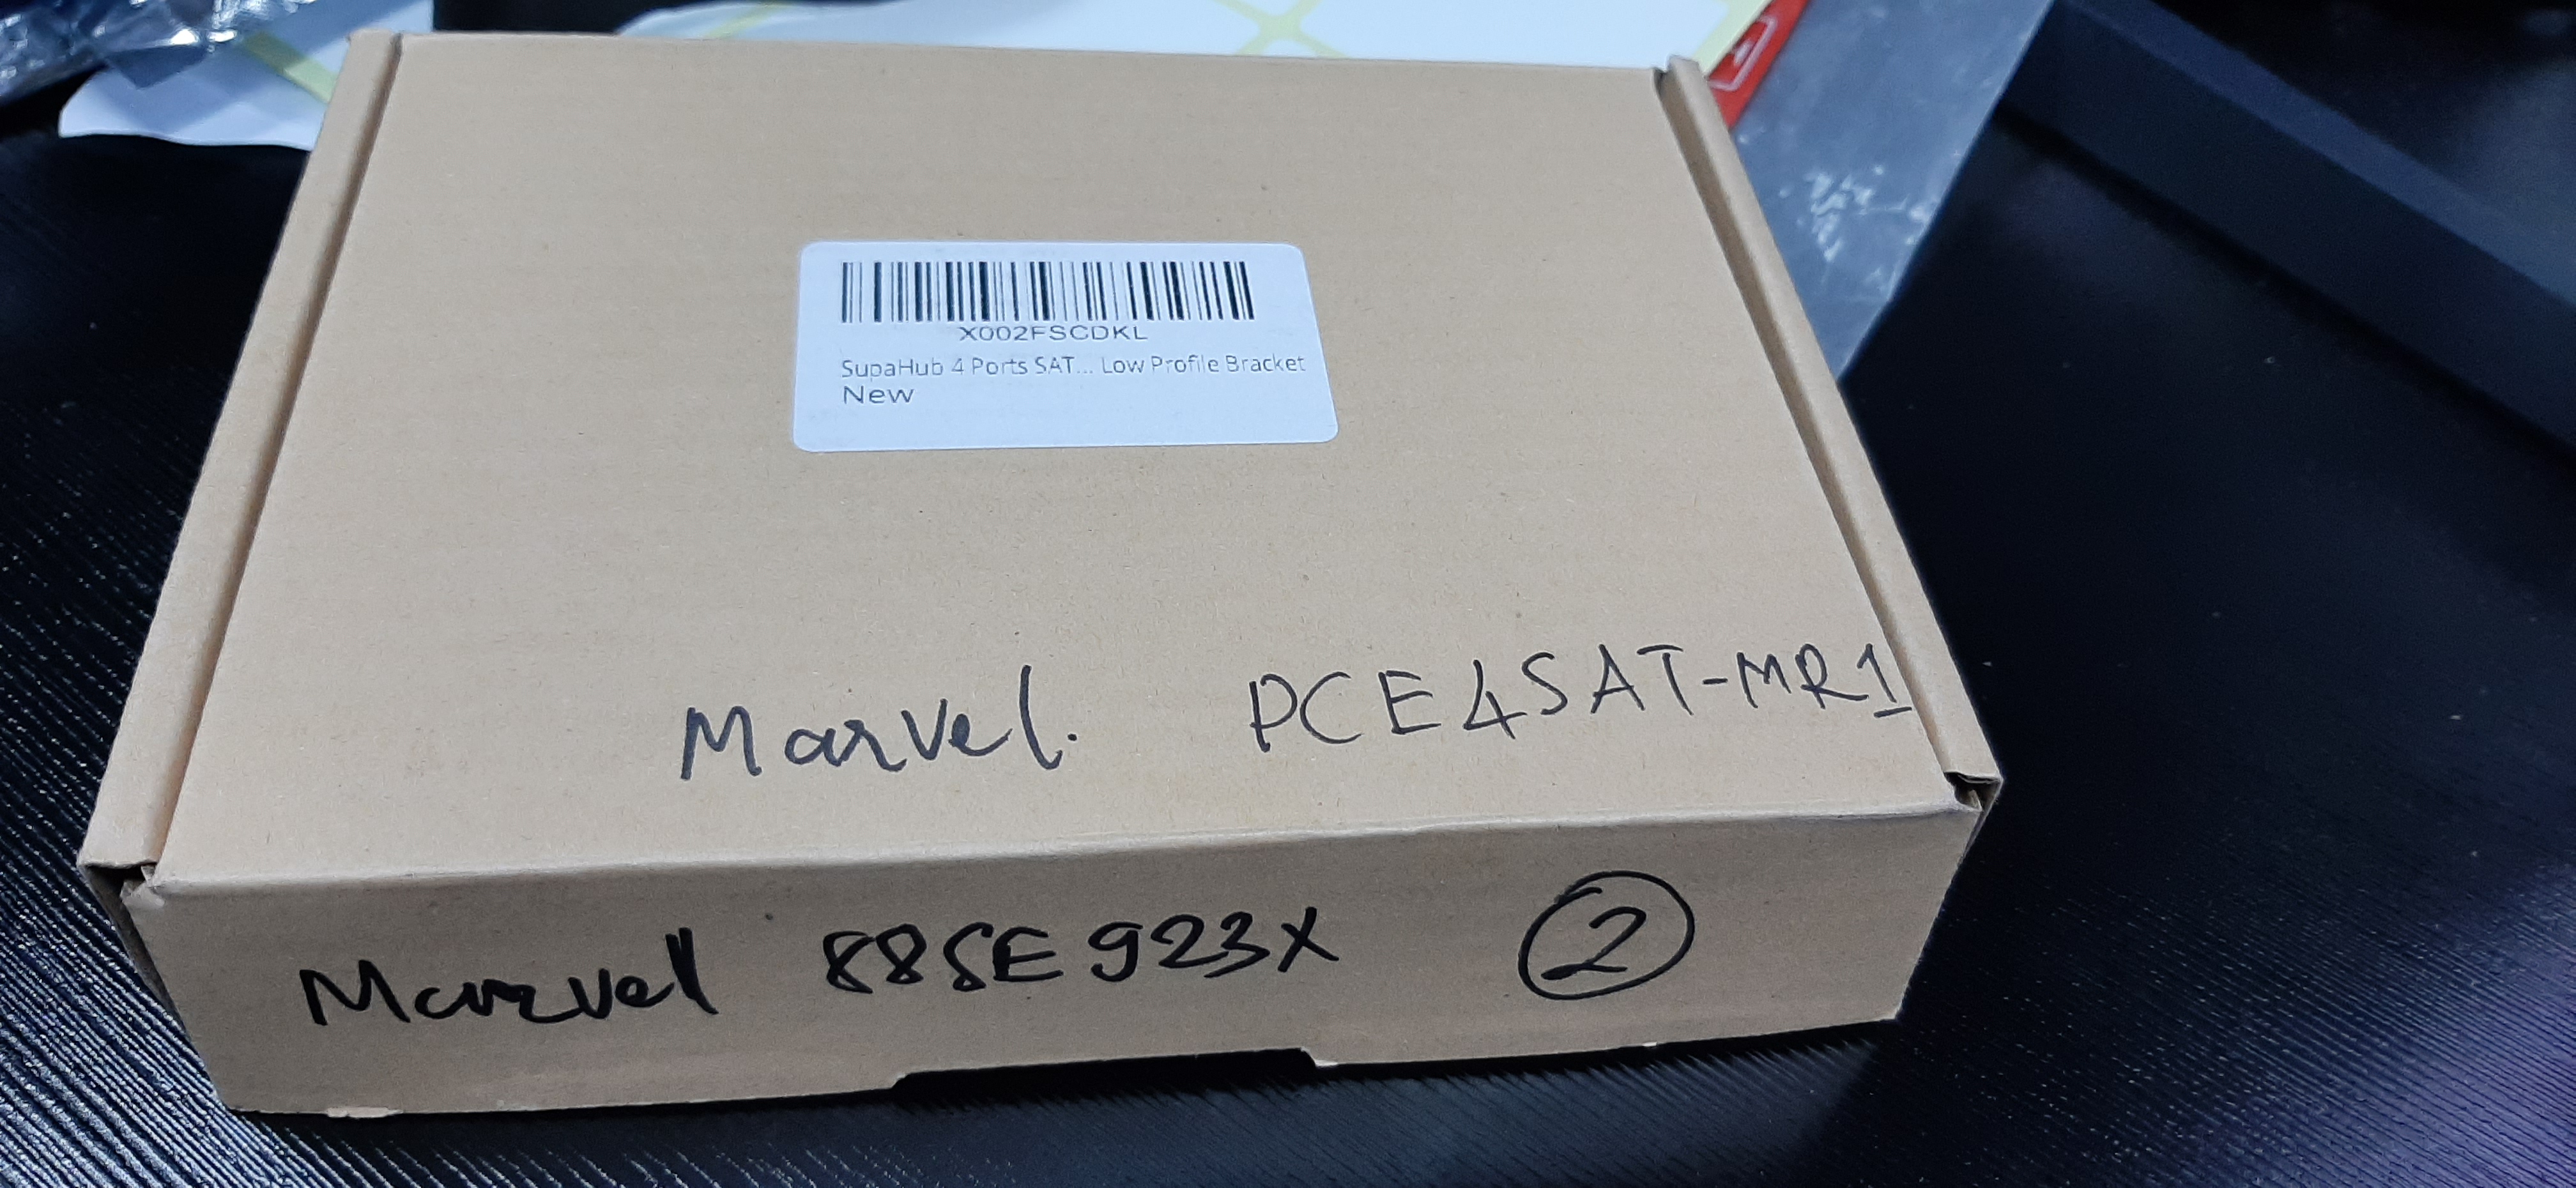 X002FSCDKL
SupaHub 4 Ports SAT... Low Profile Bracket
New
Marvel. PCE4SAT-MR1
Marvel 88SE923X 2